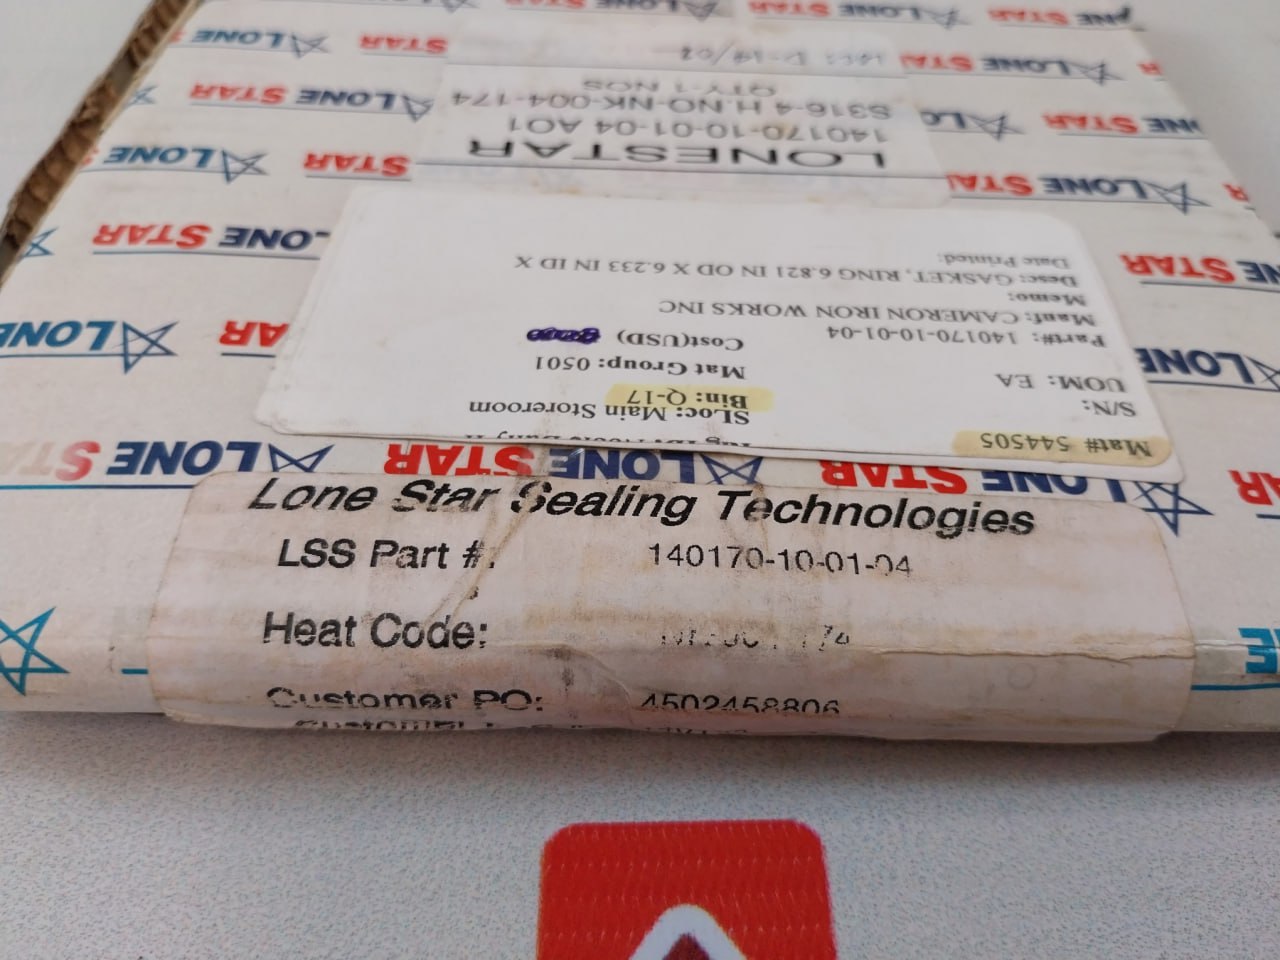 LONE STAR
Loc: D-19/02
LONESTAR
140170-10-01-04 A01
S316-4 H.NO-NK-004-174
QTY-1 NOS
Mat# 544505
S/N:
UOM: EA
Part#: 140170-10-01-04
Manf: CAMERON IRON WORKS INC
Memo:
Desc: GASKET, RING 6.821 IN OD X 6.233 IN ID X
Date Printed:
SLoc: Main Storeroom
Bin: Q-17
Mat Group: 0501
Cost(USD)
Lone Star Sealing Technologies
LSS Part #: 140170-10-01-04
Heat Code:
Customer PO: 4502458806